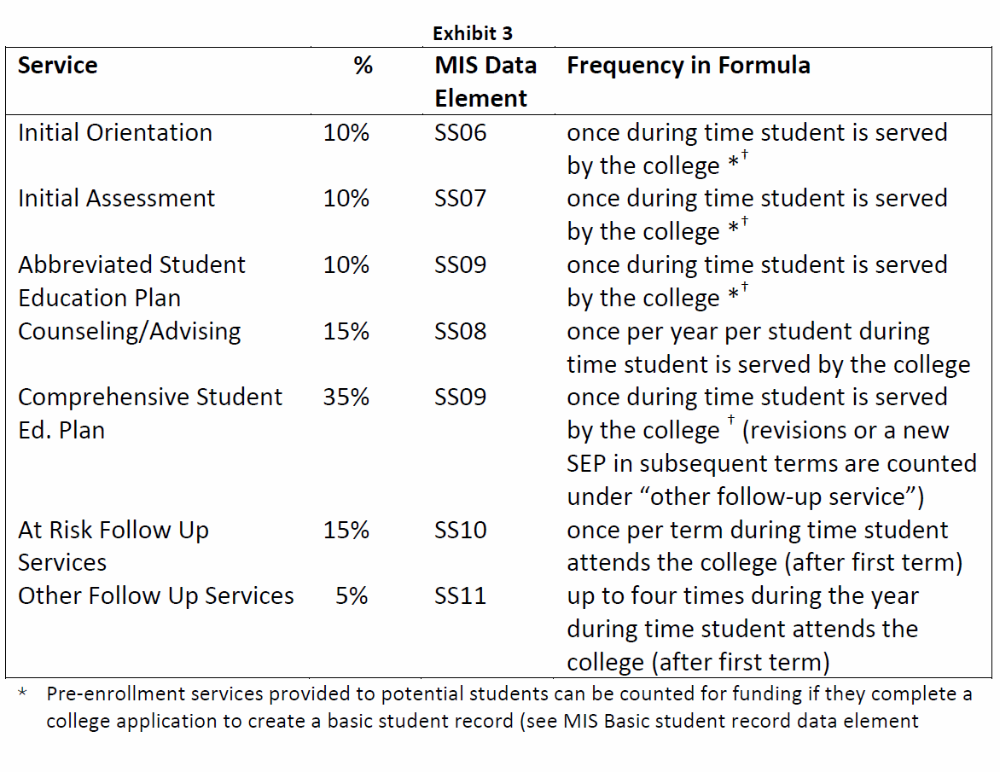 Exhibit 3
Service % MIS Data Frequency in Formula
Element
Initial Orientation 10% SS06 once during time student is served
by the college *†
Initial Assessment 10% SS07 once during time student is served
by the college *†
Abbreviated Student 10% SS09 once during time student is served
Education Plan by the college *†
Counseling/Advising 15% SS08 once per year per student during
time student is served by the college
Comprehensive Student 35% SS09 once during time student is served
Ed. Plan by the college † (revisions or a new
SEP in subsequent terms are counted
under “other follow-up service”)
At Risk Follow Up 15% SS10 once per term during time student
Services attends the college (after first term)
Other Follow Up Services 5% SS11 up to four times during the year
during time student attends the
college (after first term)
* Pre-enrollment services provided to potential students can be counted for funding if they complete a
college application to create a basic student record (see MIS Basic student record data element